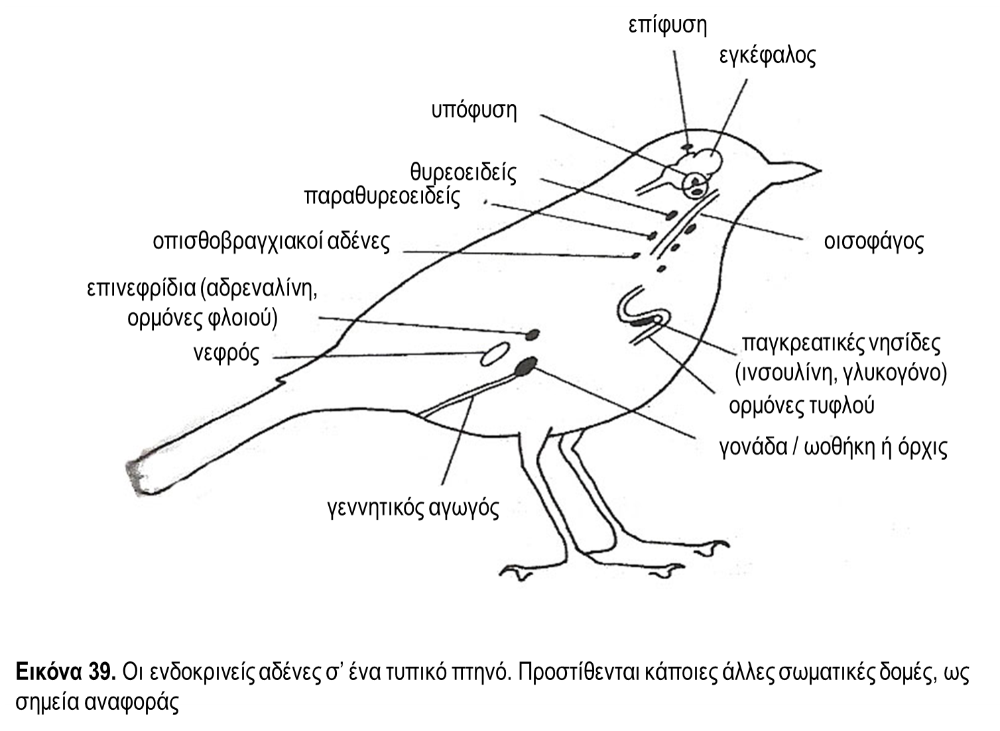 επίφυση
εγκέφαλος
υπόφυση
θυρεοειδείς
παραθυρεοειδείς
οπισθοβραγχιακοί αδένες
οισοφάγος
επινεφρίδια (αδρεναλίνη,
ορμόνες φλοιού)
νεφρός
παγκρεατικές νησίδες
(ινσουλίνη, γλυκογόνο)
ορμόνες τυφλού
γονάδα / ωοθήκη ή όρχις
γεννητικός αγωγός
Εικόνα 39. Οι ενδοκρινείς αδένες σ’ ένα τυπικό πτηνό. Προστίθενται κάποιες άλλες σωματικές δομές, ως
σημεία αναφοράς